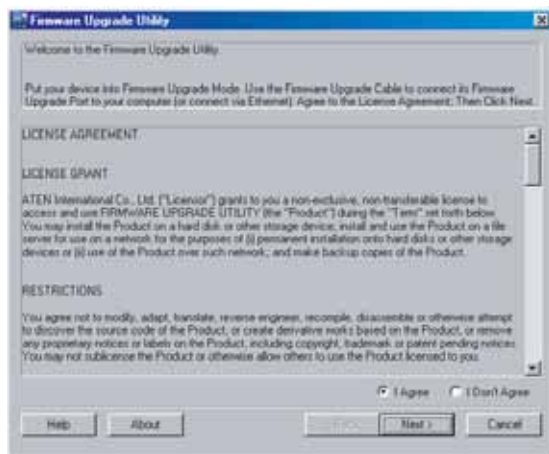 Firmware Upgrade Utility
Welcome to the Firmware Upgrade Utility.
Put your device into Firmware Upgrade Mode. Use the Firmware Upgrade Cable to connect its Firmware
Upgrade Port to your computer (or connect via Ethernet). Agree to the License Agreement; Then Click Next.
LICENSE AGREEMENT
LICENSE GRANT
ATEN International Co., Ltd. ("Licensor") grants to you a non-exclusive, non-transferable license to
access and use FIRMWARE UPGRADE UTILITY (the "Product") during the "Term" set forth below.
You may install the Product on a hard disk or other storage device; install and use the Product on a file
server for use on a network for the purposes of (i) permanent installation onto hard disks or other storage
devices or (ii) use of the Product over such network; and make backup copies of the Product.
RESTRICTIONS
You agree not to modify, adapt, translate, reverse engineer, decompile, disassemble or otherwise attempt
to discover the source code of the Product, or create derivative works based on the Product, or remove
any proprietary notices or labels on the Product, including copyright, trademark or patent pending notices.
You may not sublicense the Product or otherwise allow others to use the Product licensed to you.
I Agree I Don't Agree
Help About Next > Cancel